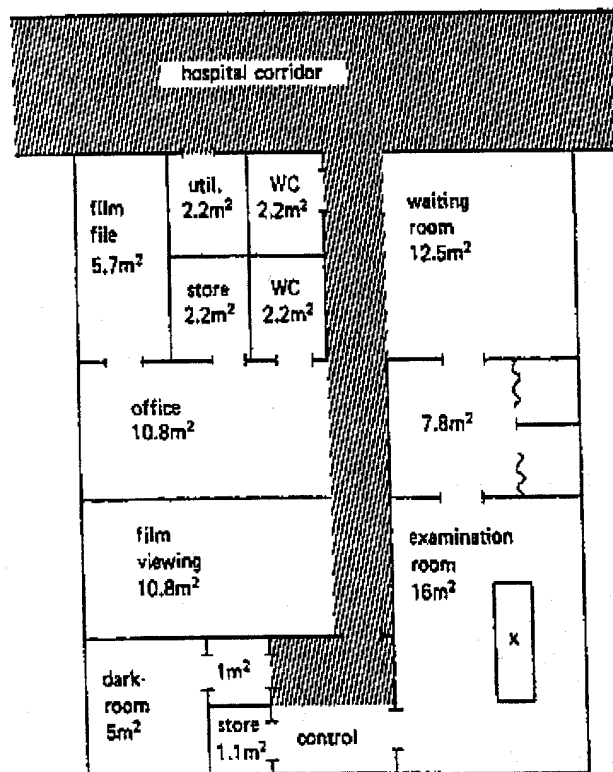 hospital corridor
film
file
5.7m²
util.
2.2m²
WC
2.2m²
waiting
room
12.5m²
store
2.2m²
WC
2.2m²
office
10.8m²
7.8m²
film
viewing
10.8m²
examination
room
16m²
x
dark-
room
5m²
1m²
store
1.1m²
control